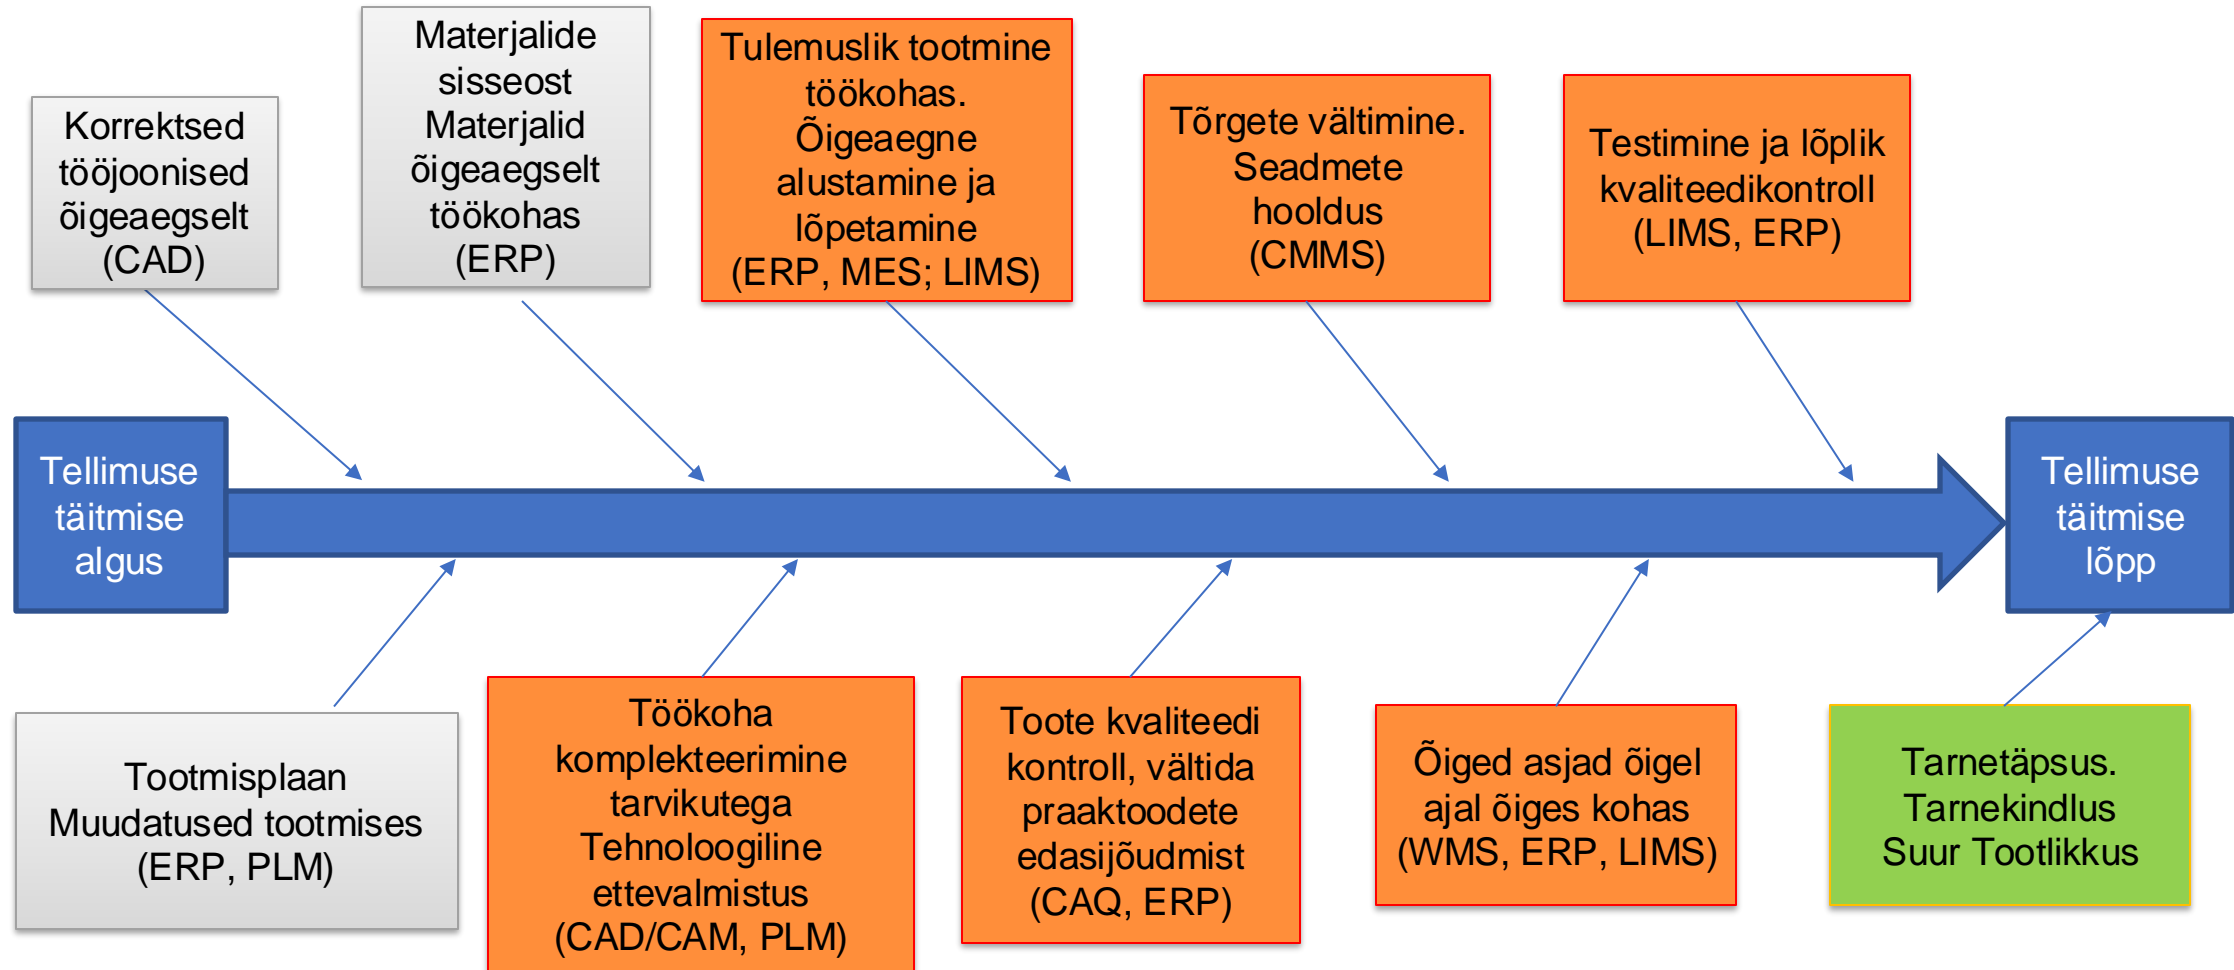 Korrektsed
tööjoonised
õigeaegselt
(CAD)
Materjalide
sisseost
Materjalid
õigeaegselt
töökohas
(ERP)
Tulemuslik tootmine
töökohas.
Õigeaegne
alustamine ja
lõpetamine
(ERP, MES; LIMS)
Tõrgete vältimine.
Seadmete
hooldus
(CMMS)
Testimine ja lõplik
kvaliteedikontroll
(LIMS, ERP)
Tellimuse
täitmise
algus
Tellimuse
täitmise
lõpp
Tootmisplaan
Muudatused tootmises
(ERP, PLM)
Töökoha
komplekteerimine
tarvikutega
Tehnoloogiline
ettevalmistus
(CAD/CAM, PLM)
Toote kvaliteedi
kontroll, vältida
praaktoodete
edasijõudmist
(CAQ, ERP)
Õiged asjad õigel
ajal õiges kohas
(WMS, ERP, LIMS)
Tarnetäpsus.
Tarnekindlus
Suur Tootlikkus